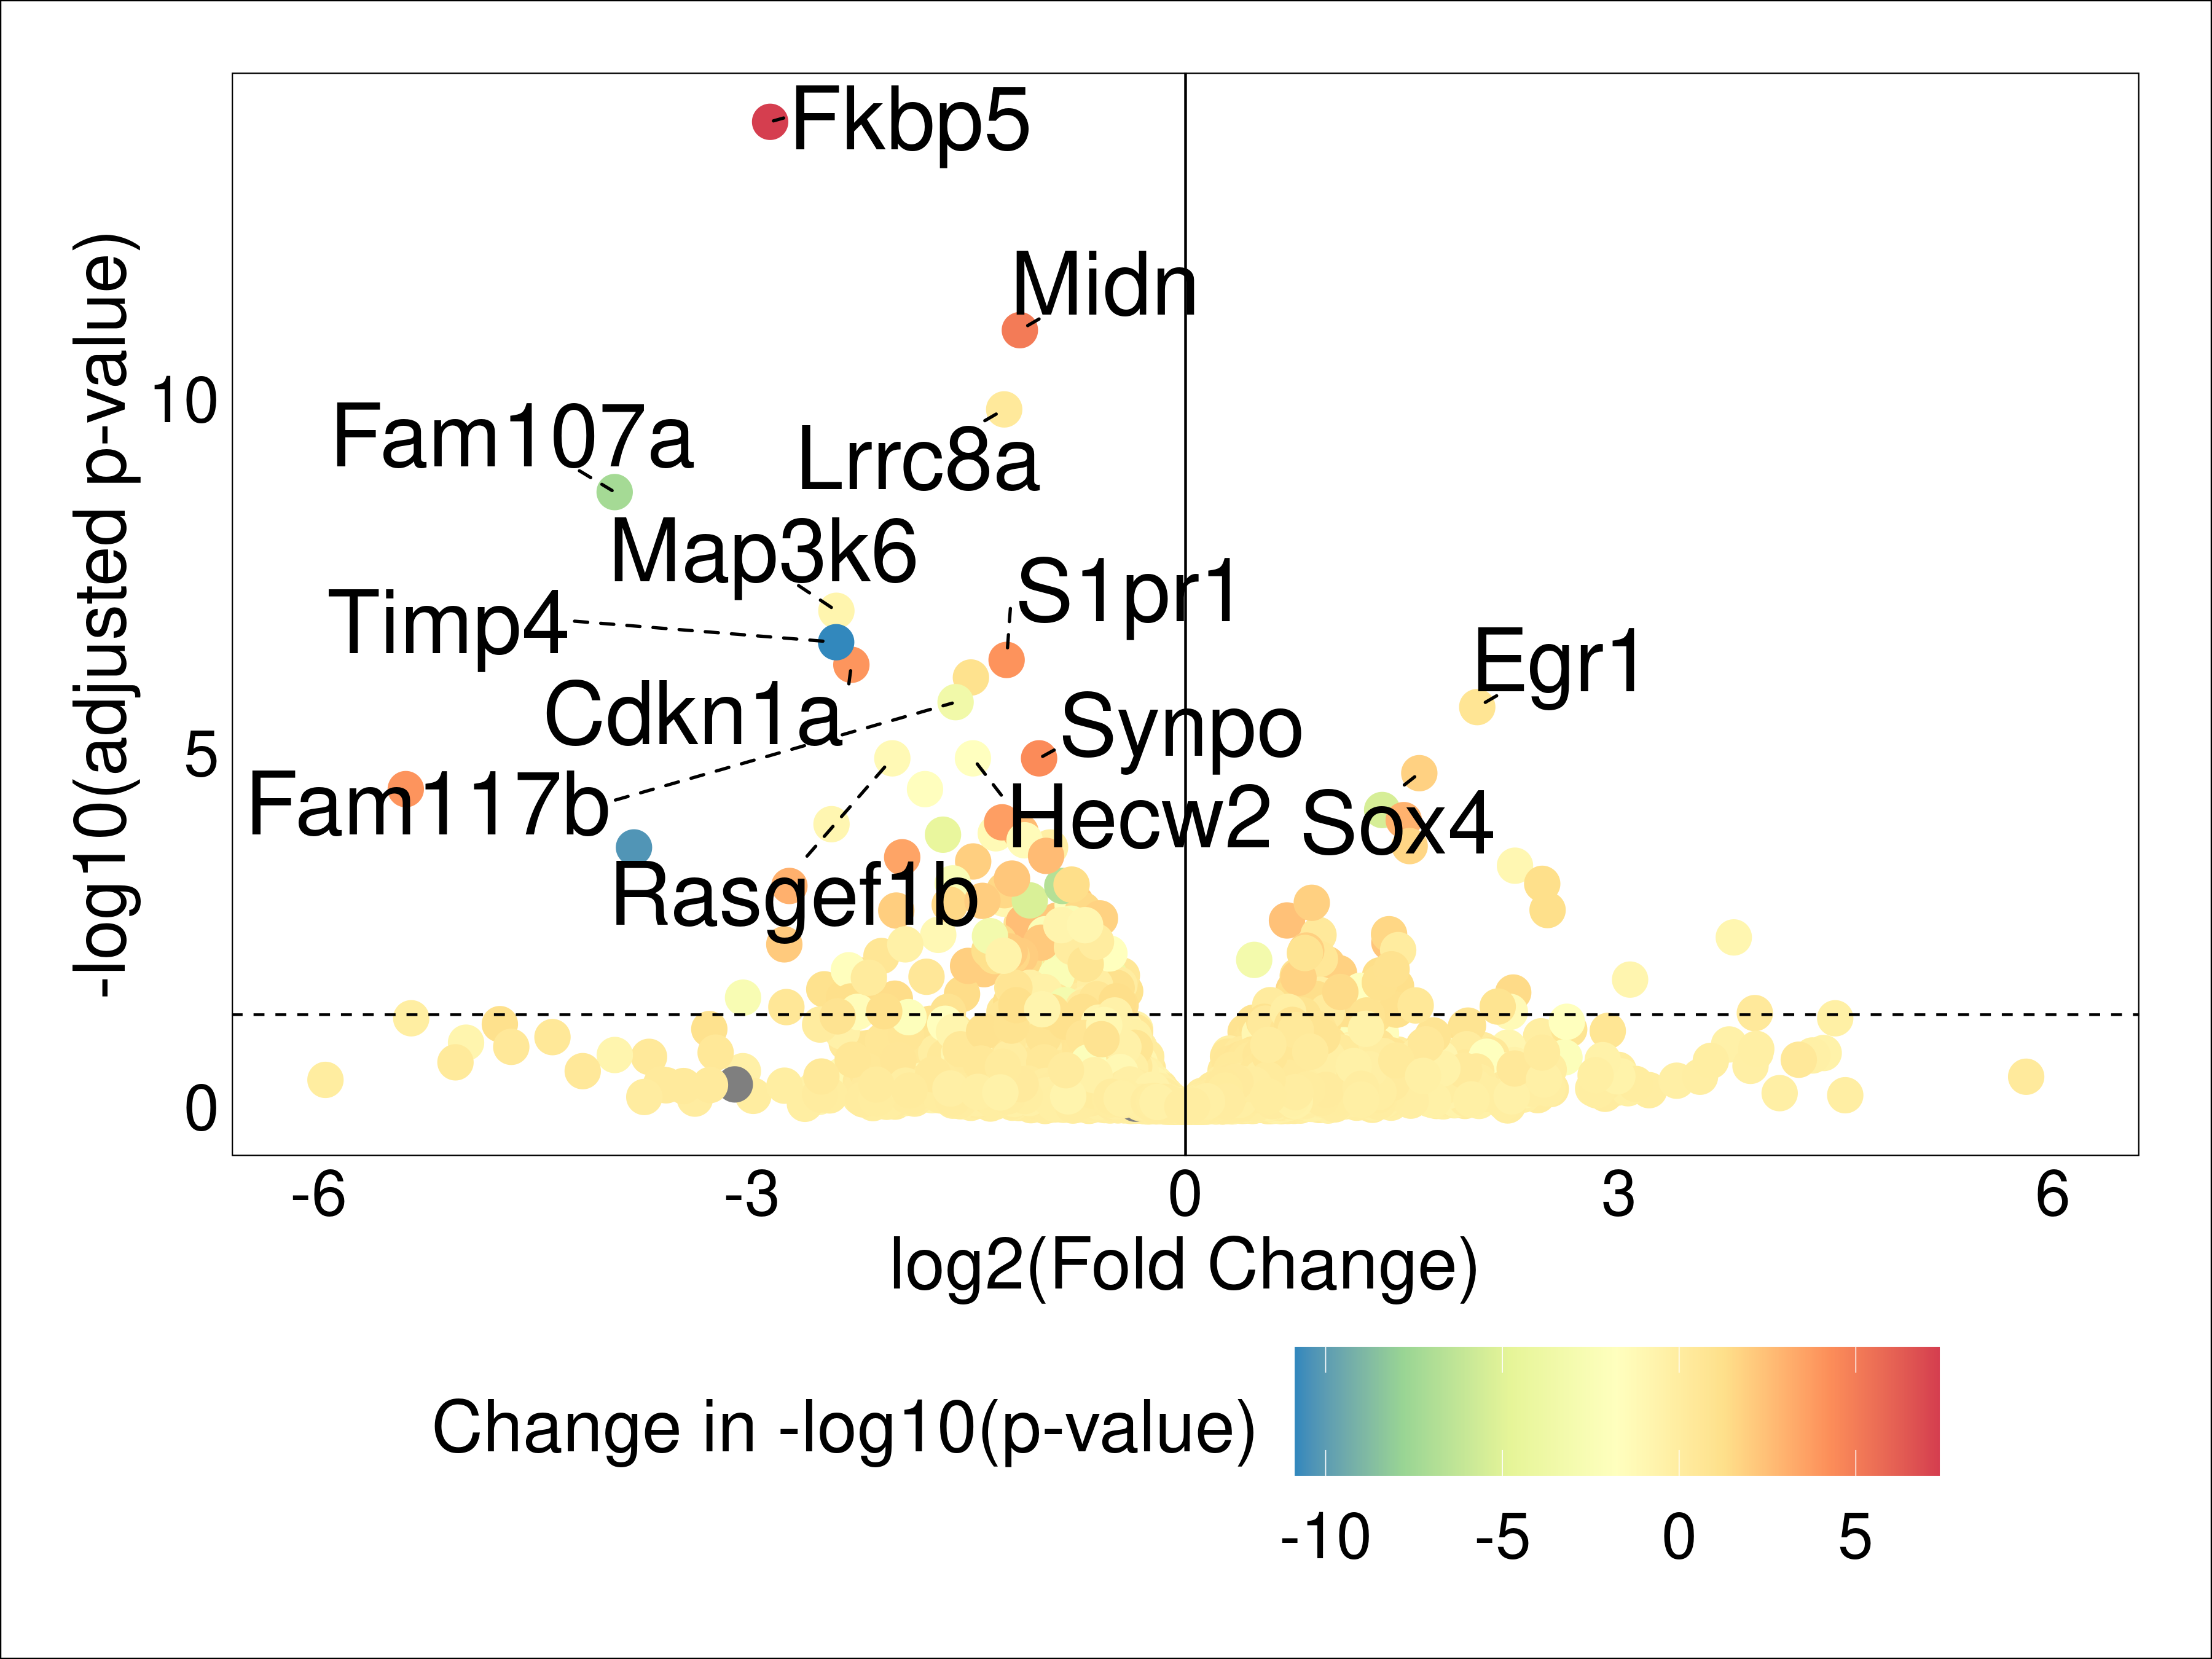 Fkbp5
Midn
Fam107a
Lrrc8a
Map3k6
S1pr1
Timp4
Egr1
Cdkn1a
Synpo
Fam117b
Hecw2
Sox4
Rasgef1b
-log10(adjusted p-value)
10
5
0
-6
-3
0
3
6
log2(Fold Change)
Change in -log10(p-value)
-10
-5
0
5